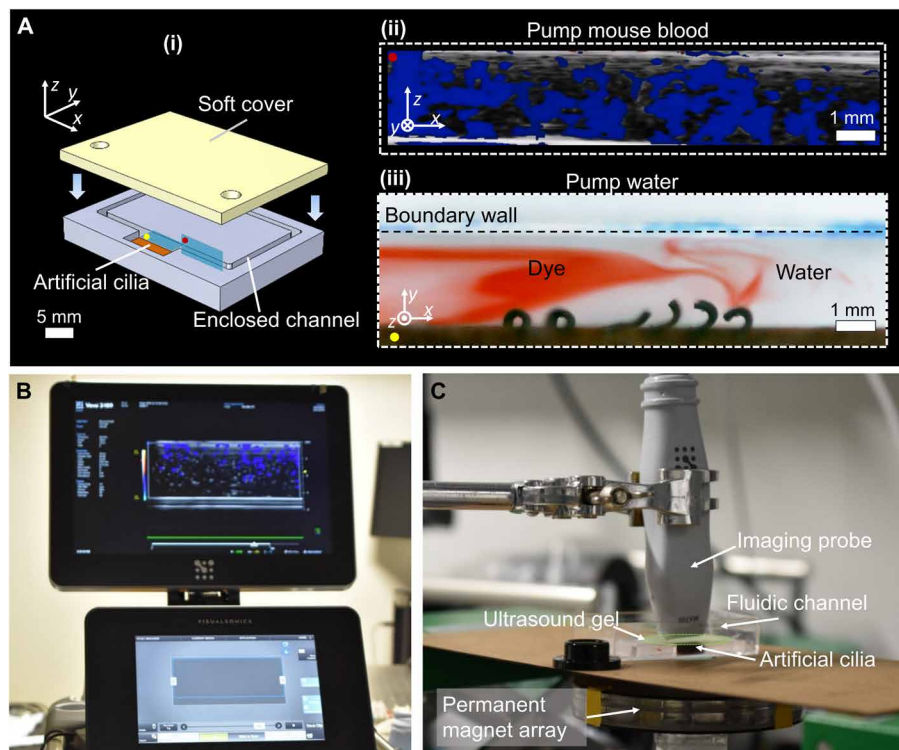 A
(i)
z
y
x
Soft cover
Artificial cilia
Enclosed channel
5 mm
(ii)
Pump mouse blood
z
y
x
1 mm
(iii)
Pump water
Boundary wall
Dye
Water
y
z
x
1 mm
B
VISUALSONICS
C
Imaging probe
Fluidic channel
Ultrasound gel
Artificial cilia
Permanent
magnet array